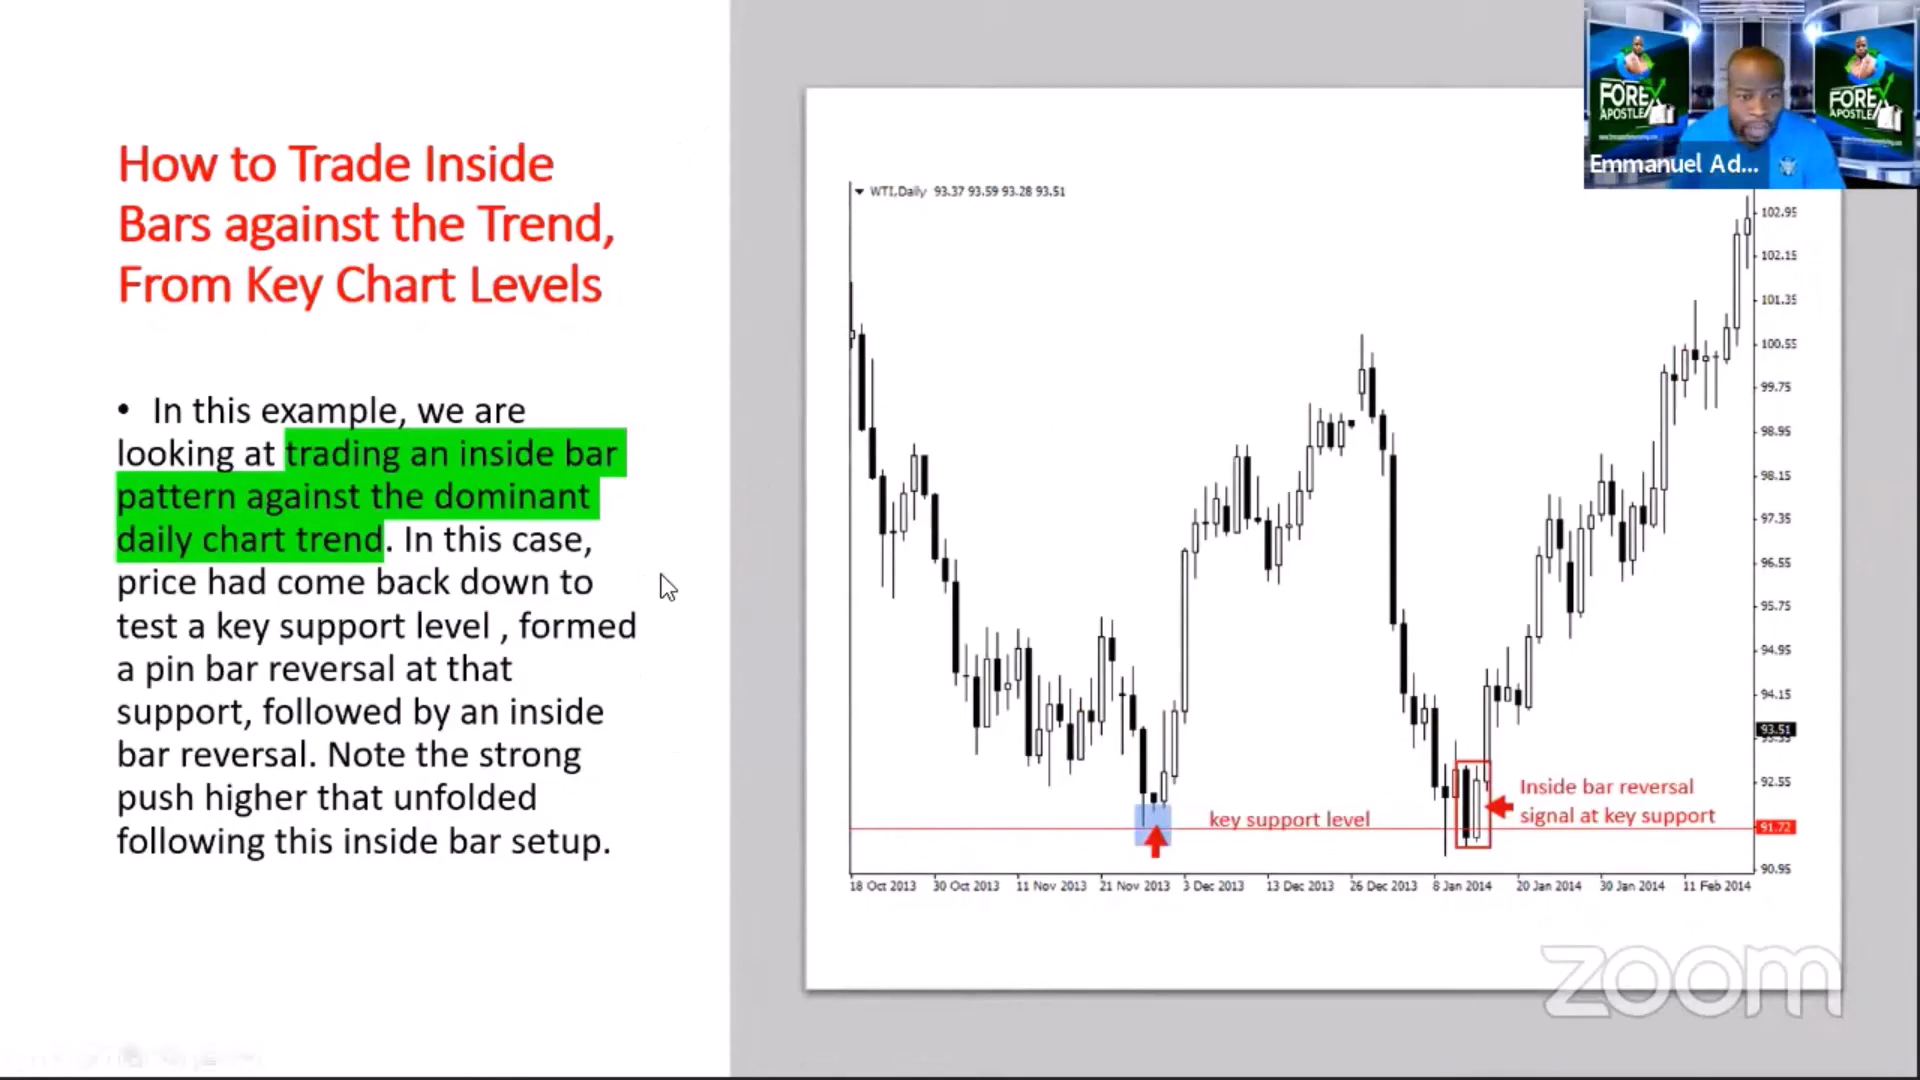 How to Trade Inside
Bars against the Trend,
From Key Chart Levels
• In this example, we are
looking at trading an inside bar
pattern against the dominant
daily chart trend. In this case,
price had come back down to
test a key support level , formed
a pin bar reversal at that
support, followed by an inside
bar reversal. Note the strong
push higher that unfolded
following this inside bar setup.
FOREX
APOSTLE
FOREX
APOSTLE
Emmanuel Ad...
WTI,Daily 93.37 93.59 93.28 93.51
102.95
102.15
101.35
100.55
99.75
98.95
98.15
97.35
96.55
95.75
94.95
94.15
93.51
92.55
91.72
90.95
Inside bar reversal
signal at key support
key support level
18 Oct 2013 30 Oct 2013 11 Nov 2013 21 Nov 2013 3 Dec 2013 13 Dec 2013 26 Dec 2013 8 Jan 2014 20 Jan 2014 30 Jan 2014 11 Feb 2014
zoom